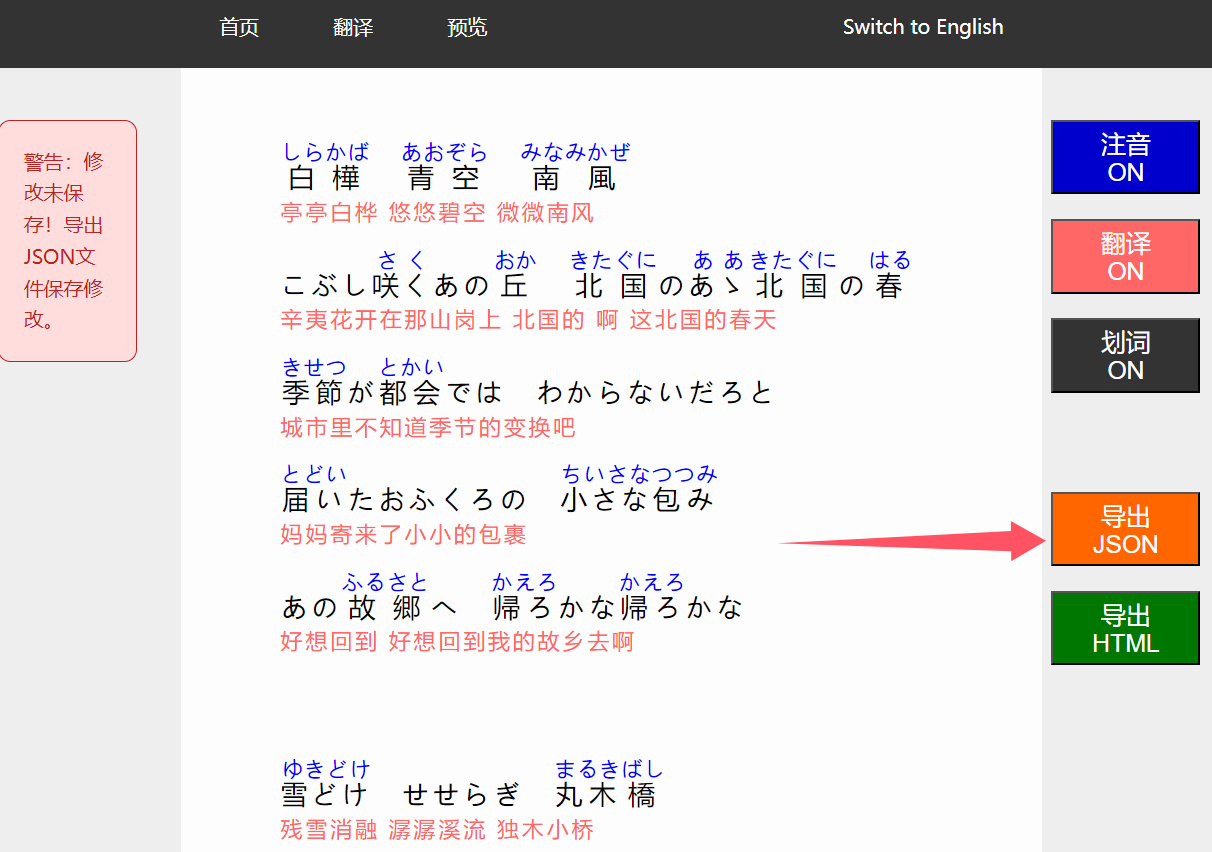 首页 翻译 预览 Switch to English
警告：修
改未保
存！导出
JSON文
件保存修
改。
しらかば あおぞら みなみかぜ
白樺 青空 南風
亭亭白桦 悠悠碧空 微微南风
さく おか きたぐに あ あ きたぐに はる
こぶし咲くあの丘 北国のあゝ北国の春
辛夷花开在那山岗上 北国的 啊 这北国的春天
きせつ とかい
季節が都会では わからないだろと
城市里不知道季节的变换吧
とどい ちいさなつつみ
届いたおふくろの 小さな包み
妈妈寄来了小小的包裹
ふるさと かえろ かえろ
あの故郷へ 帰ろかな帰ろかな
好想回到 好想回到我的故乡去啊
ゆきどけ まるきばし
雪どけ せせらぎ 丸木橋
残雪消融 潺潺溪流 独木小桥
注音
ON
翻译
ON
划词
ON
导出
JSON
导出
HTML